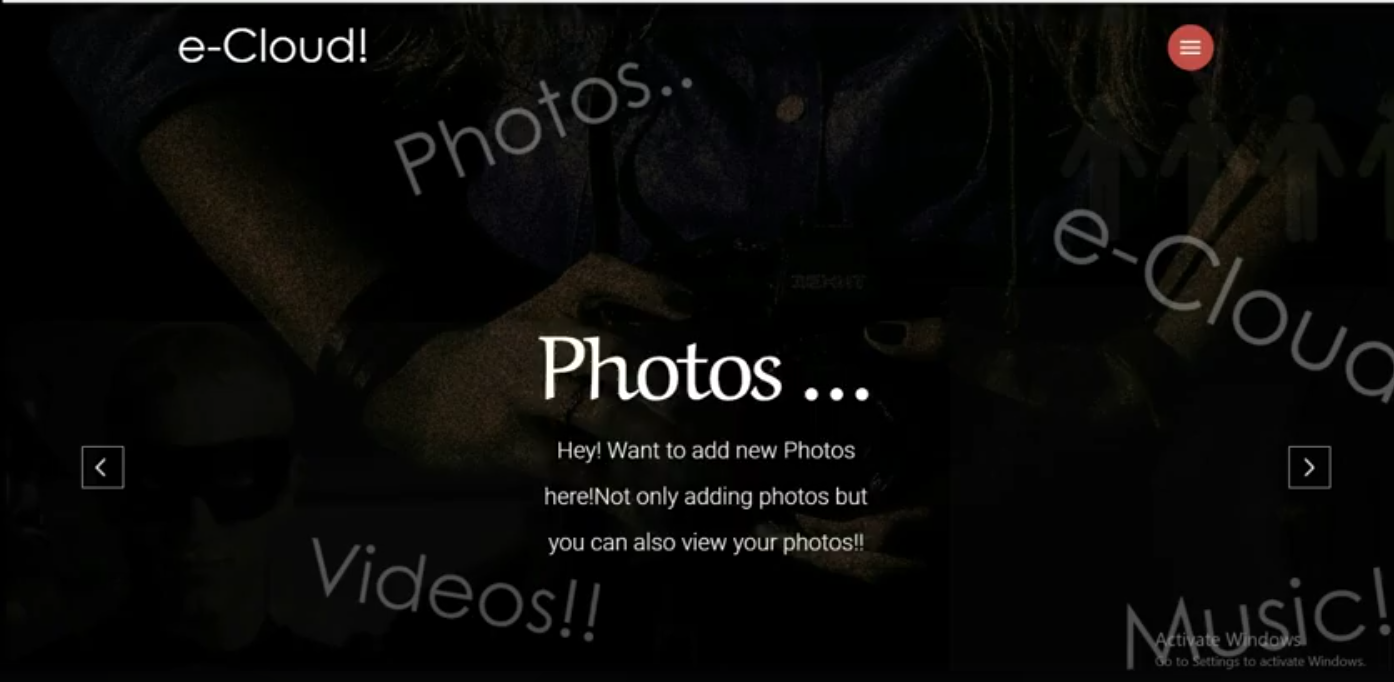 e-Cloud!
Photos..
e-Cloud
Photos ...
Hey! Want to add new Photos
here!Not only adding photos but
you can also view your photos!!
Videos!!
Music!
Activate Windows
Go to Settings to activate Windows.